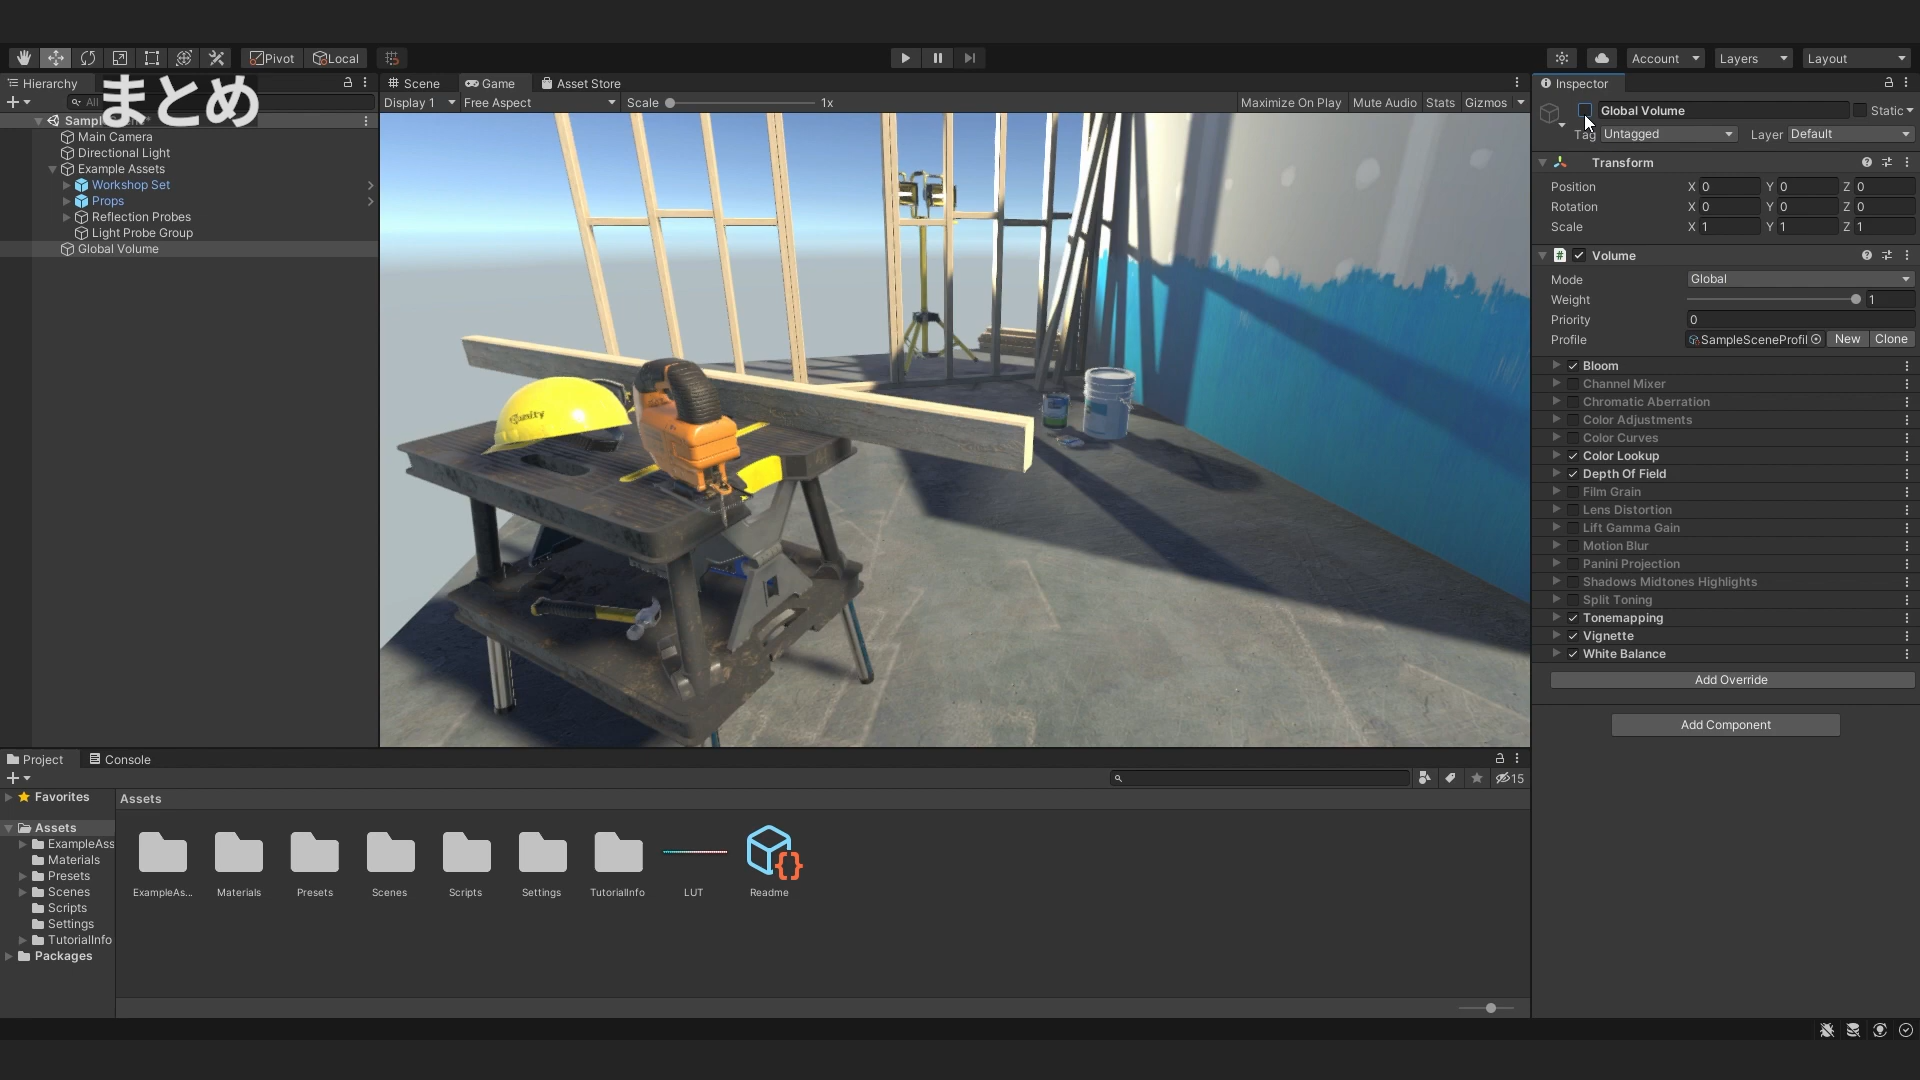 Pivot Local Account Layers Layout
Hierarchy まとめ
All
Main Camera
Directional Light
Example Assets
Workshop Set
Props
Reflection Probes
Light Probe Group
Global Volume
Scene Game Asset Store
Display 1 Free Aspect Scale 1x Maximize On Play Mute Audio Stats Gizmos
Inspector
Global Volume Static
Tag Untagged Layer Default
Transform
Position X 0 Y 0 Z 0
Rotation X 0 Y 0 Z 0
Scale X 1 Y 1 Z 1
# Volume
Mode Global
Weight 1
Priority 0
Profile SampleSceneProfil New Clone
Bloom
Channel Mixer
Chromatic Aberration
Color Adjustments
Color Curves
Color Lookup
Depth Of Field
Film Grain
Lens Distortion
Lift Gamma Gain
Motion Blur
Panini Projection
Shadows Midtones Highlights
Split Toning
Tonemapping
Vignette
White Balance
Add Override
Add Component
Project Console
15
Favorites
Assets
ExampleAss
Materials
Presets
Scenes
Scripts
Settings
TutorialInfo
Packages
Assets
ExampleAs... Materials Presets Scenes Scripts Settings TutorialInfo LUT Readme